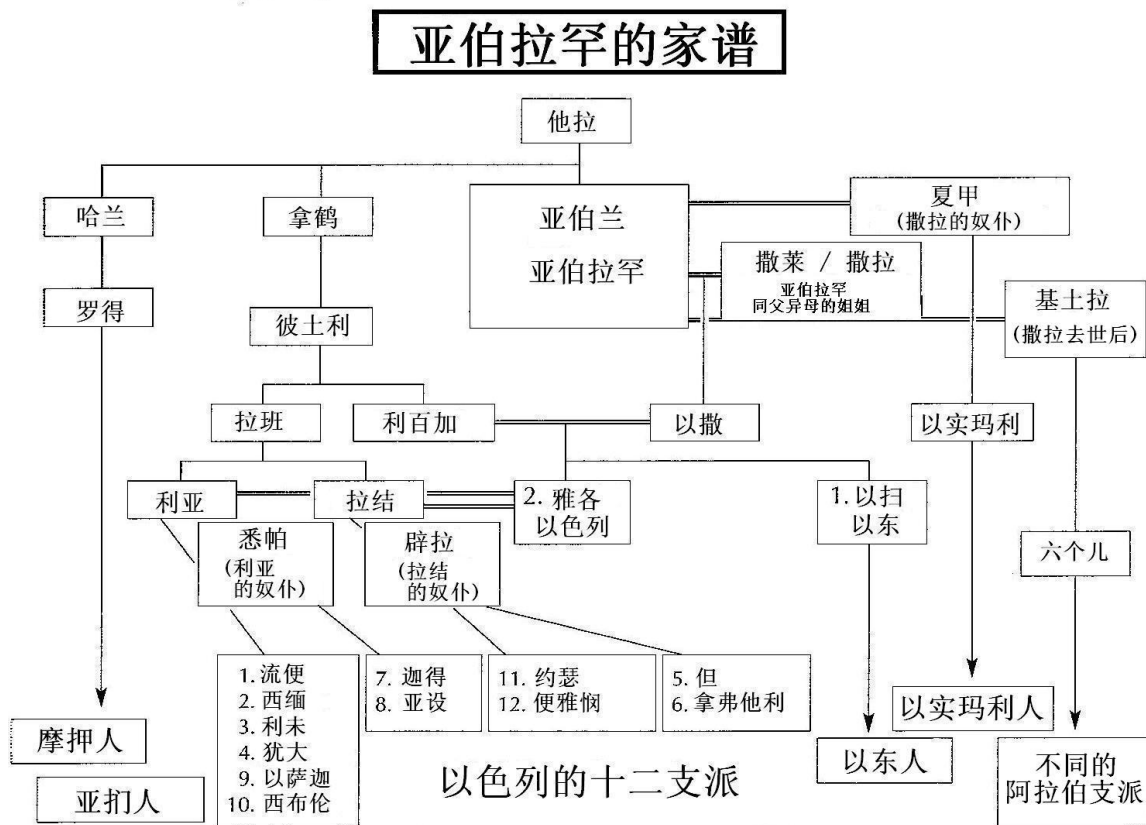 亚伯拉罕的家谱
他拉
哈兰
拿鹤
亚伯兰
亚伯拉罕
夏甲
(撒拉的奴仆)
撒莱 / 撒拉
亚伯拉罕
同父异母的姐姐
罗得
彼土利
基土拉
(撒拉去世后)
拉班
利百加
以撒
以实玛利
利亚
拉结
2. 雅各
以色列
1. 以扫
以东
悉帕
(利亚
的奴仆)
辟拉
(拉结
的奴仆)
六个儿
1. 流便
2. 西缅
3. 利未
4. 犹大
9. 以萨迦
10. 西布伦
7. 迦得
8. 亚设
11. 约瑟
12. 便雅悯
5. 但
6. 拿弗他利
摩押人
亚扪人
以色列的十二支派
以东人
以实玛利人
不同的
阿拉伯支派